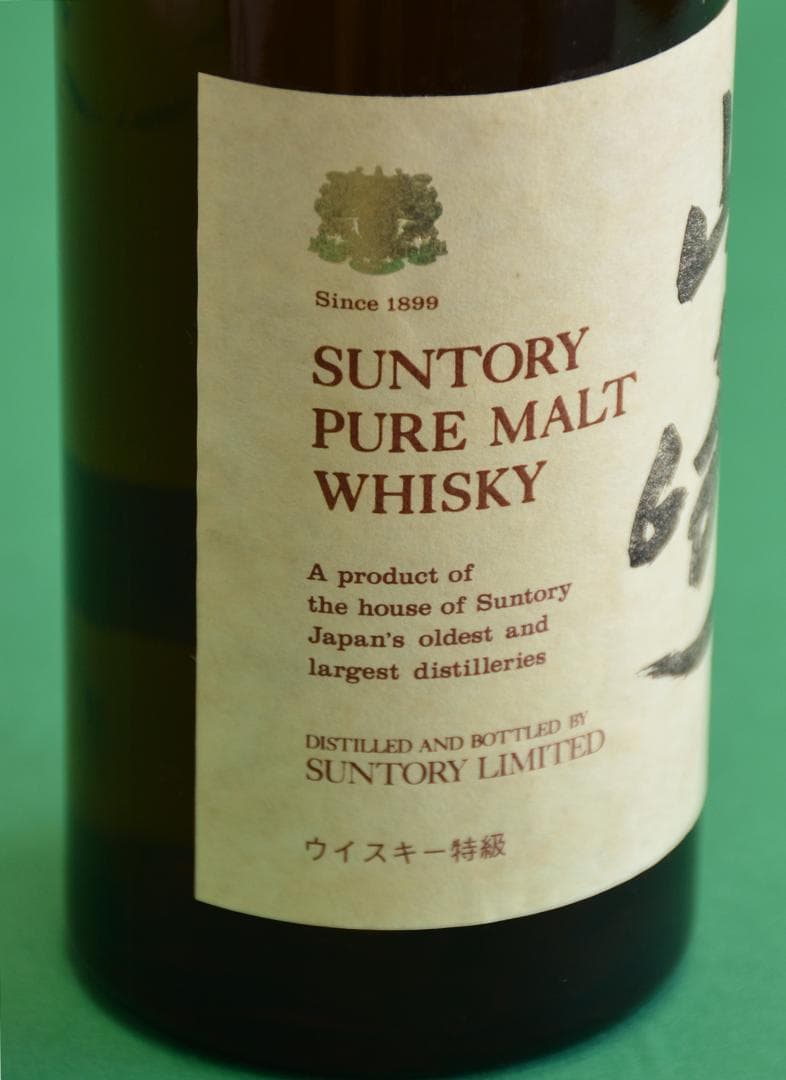 Since 1899
SUNTORY
PURE MALT
WHISKY
A product of
the house of Suntory
Japan's oldest and
largest distilleries
DISTILLED AND BOTTLED BY
SUNTORY LIMITED
ウイスキー特級